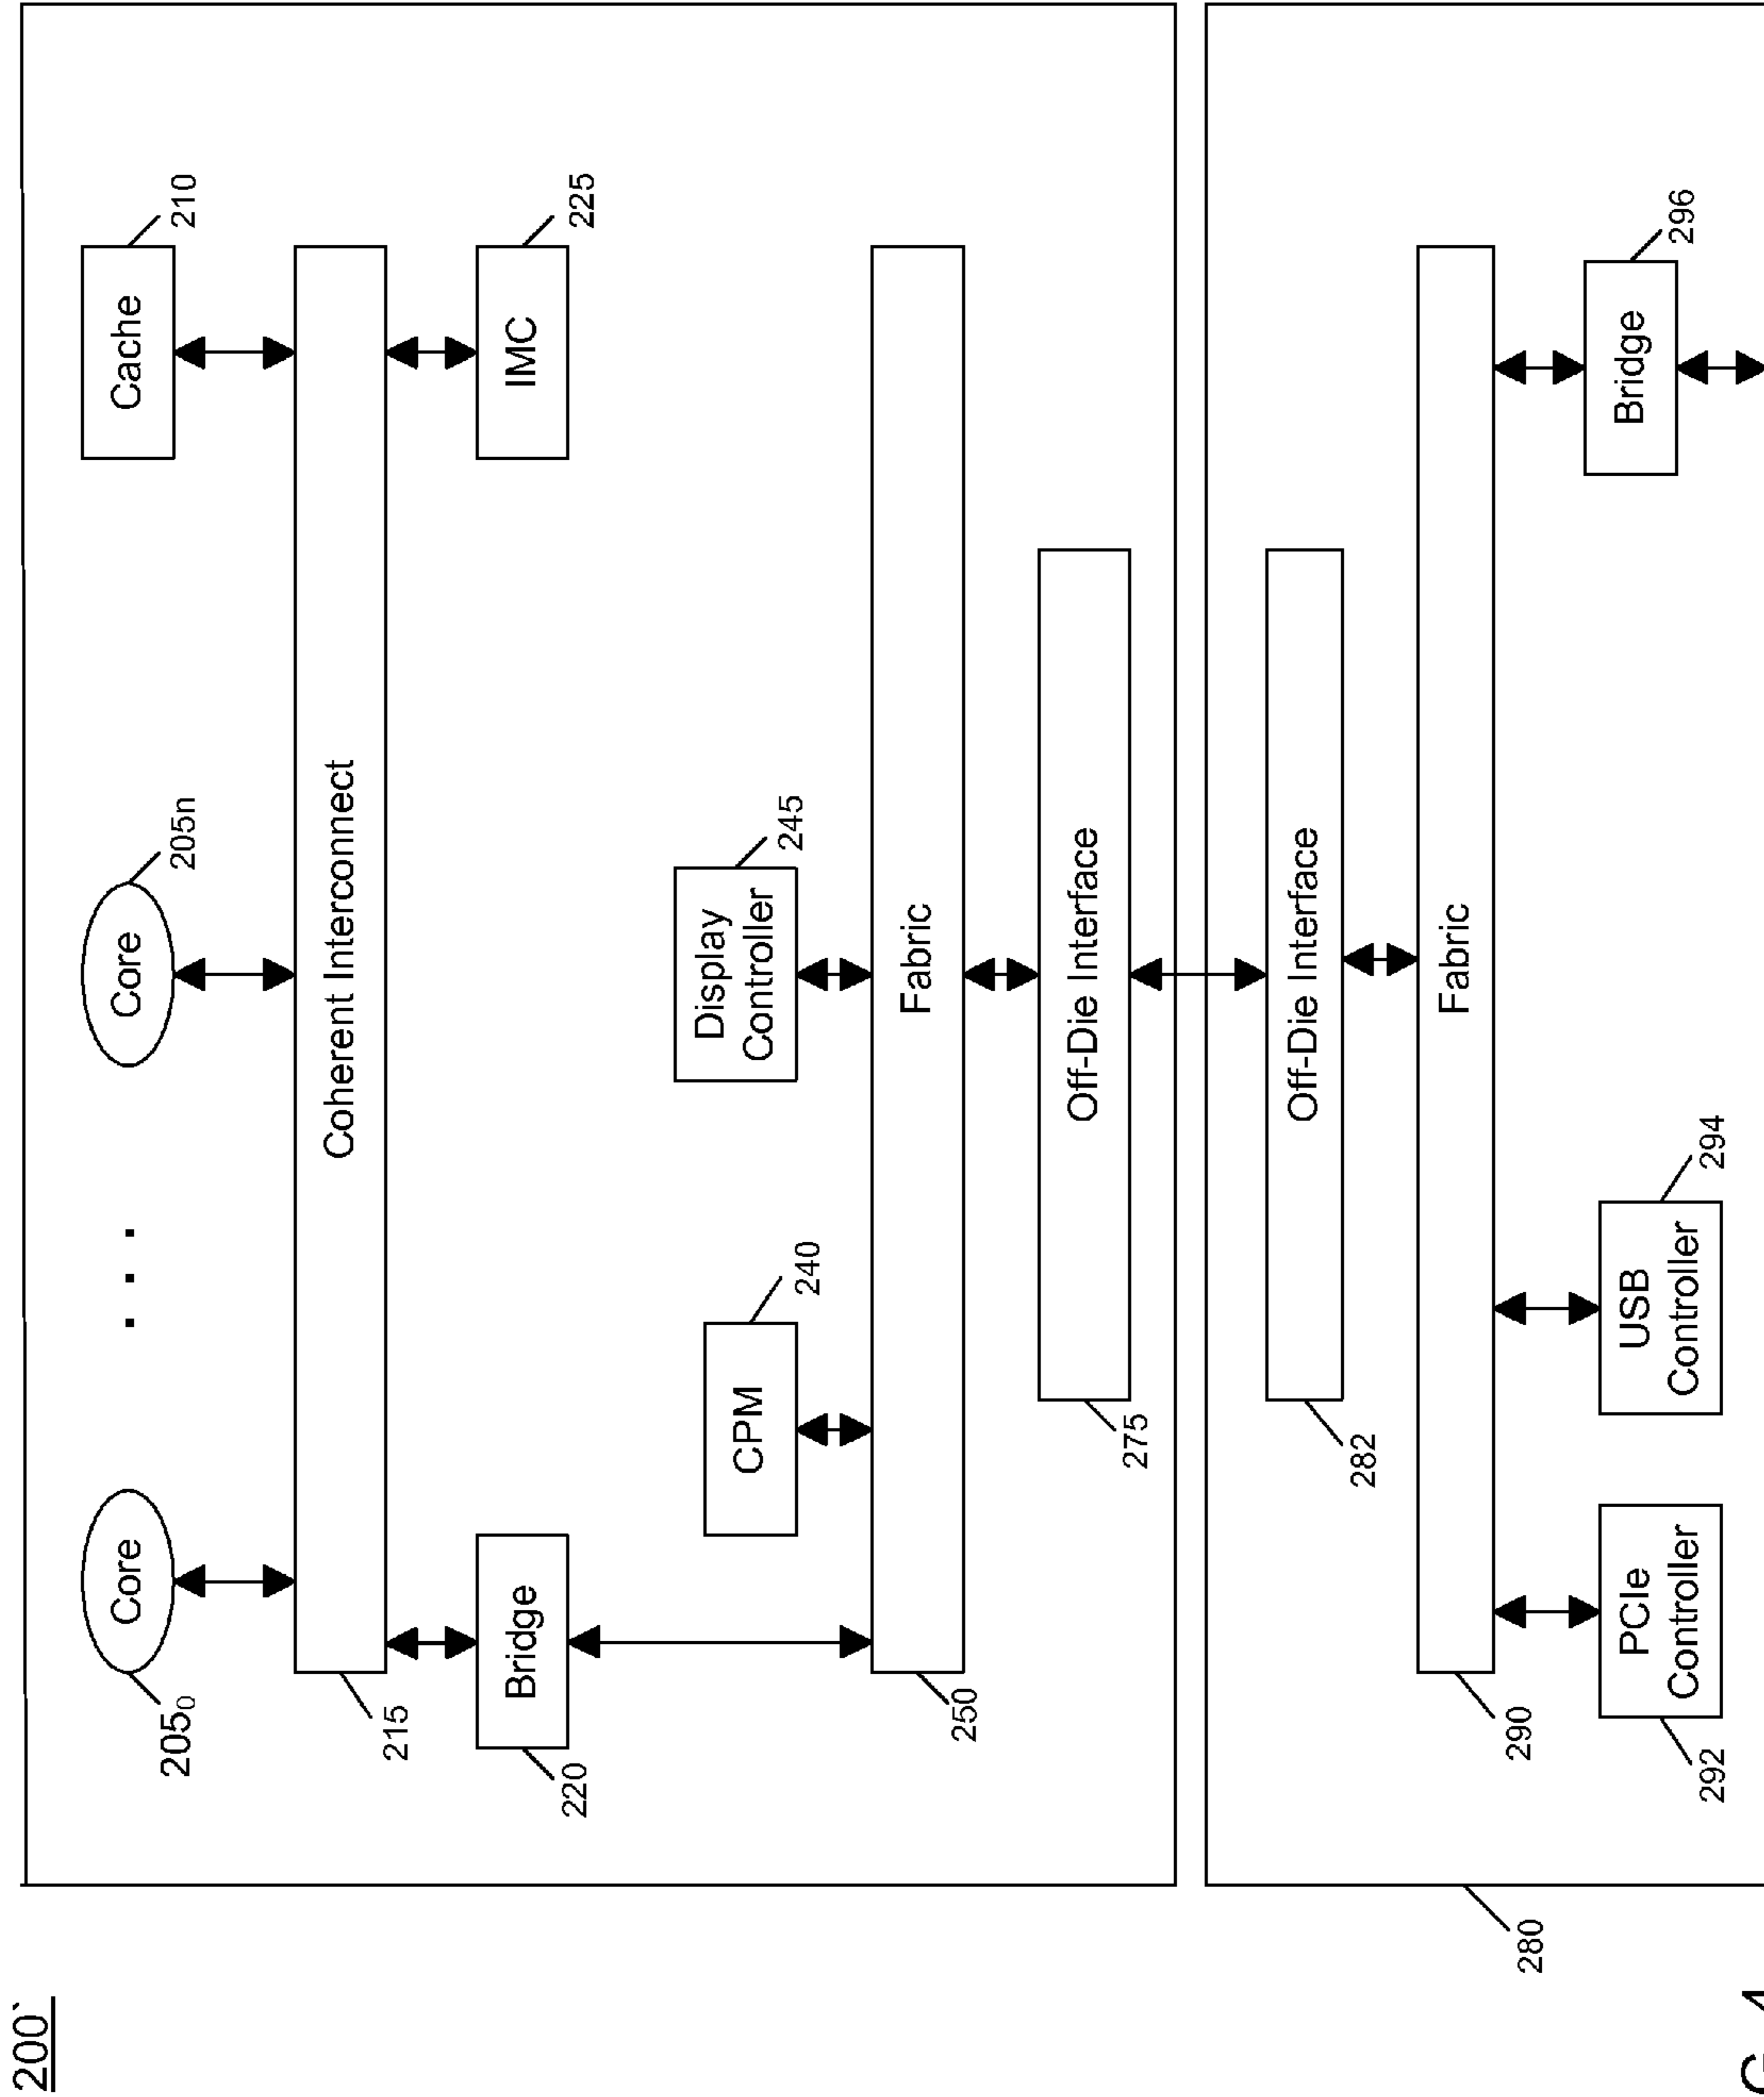 200`
Core
205₀
. . .
Core
205n
Cache
210
Coherent Interconnect
215
Bridge
220
IMC
225
CPM
240
Display
Controller
245
Fabric
250
Off-Die Interface
275
280
Off-Die Interface
282
Fabric
290
PCIe
Controller
292
USB
Controller
294
Bridge
296